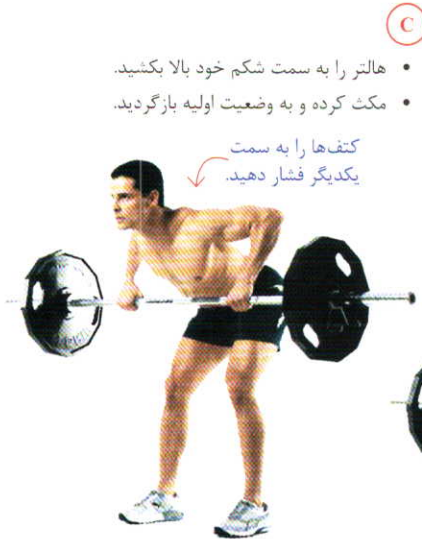 C
• هالتر را به سمت شکم خود بالا بکشید.
• مکث کرده و به وضعیت اولیه بازگردید.
کتف‌ها را به سمت
یکدیگر فشار دهید.